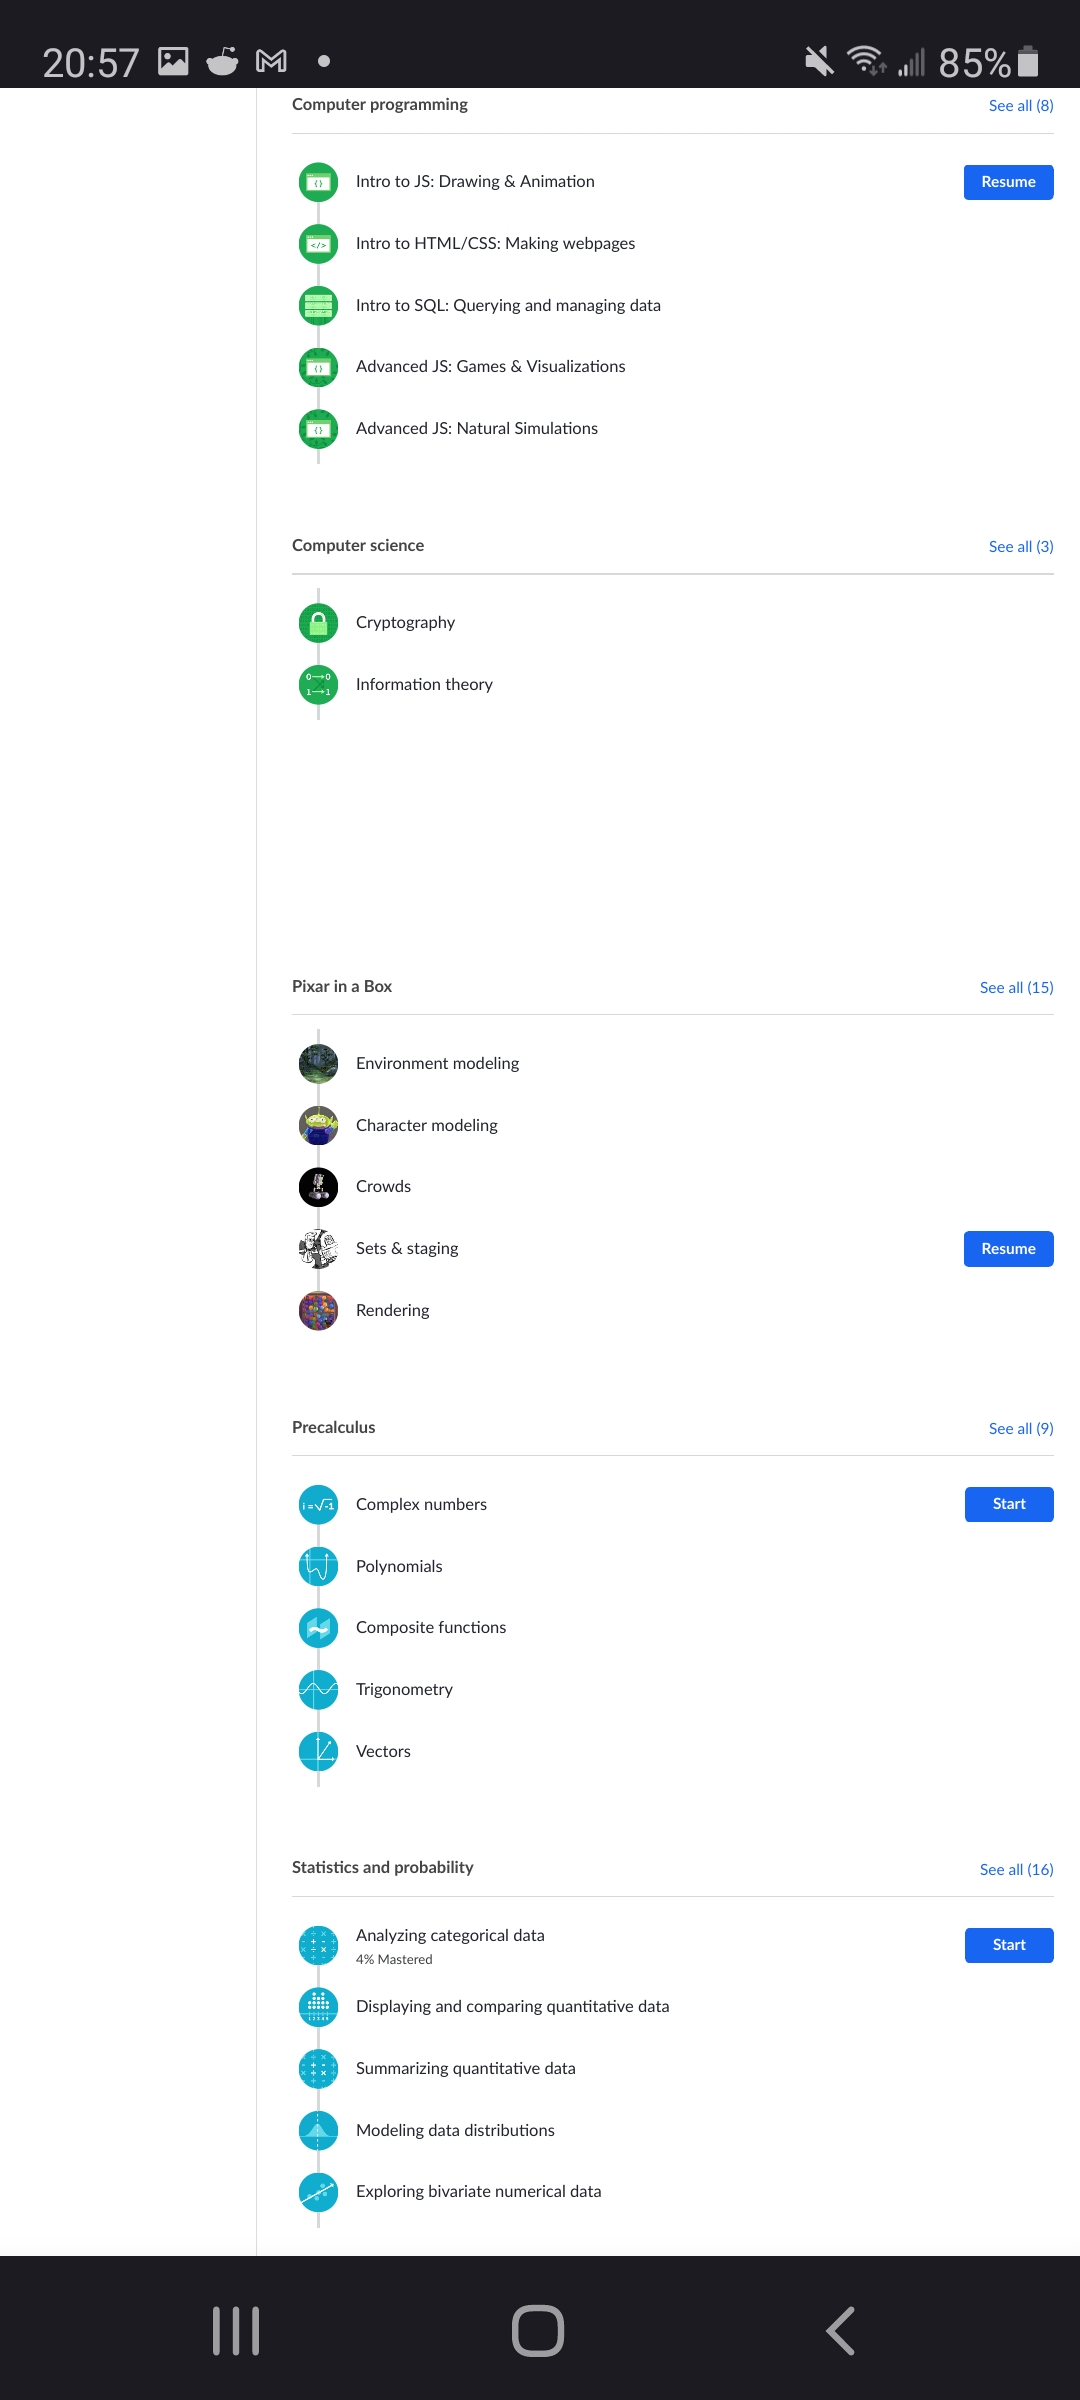 20:57 85%
Computer programming See all (8)
Intro to JS: Drawing & Animation Resume
Intro to HTML/CSS: Making webpages
Intro to SQL: Querying and managing data
Advanced JS: Games & Visualizations
Advanced JS: Natural Simulations
Computer science See all (3)
Cryptography
Information theory
Pixar in a Box See all (15)
Environment modeling
Character modeling
Crowds
Sets & staging Resume
Rendering
Precalculus See all (9)
i=√-1 Complex numbers Start
Polynomials
Composite functions
Trigonometry
Vectors
Statistics and probability See all (16)
Analyzing categorical data Start
4% Mastered
Displaying and comparing quantitative data
Summarizing quantitative data
Modeling data distributions
Exploring bivariate numerical data